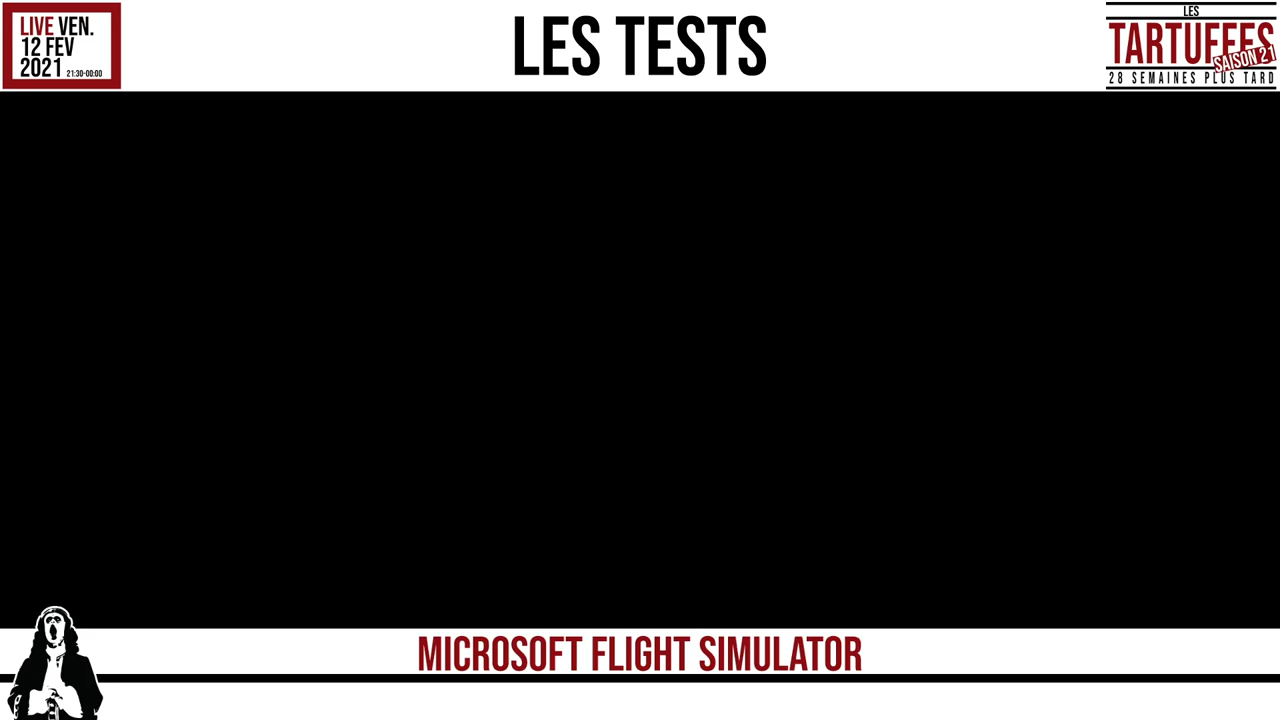 LIVE VEN.
12 FEV
2021 21:30-00:00
LES TESTS
LES
TARTUFFES
SAISON 21
28 SEMAINES PLUS TARD
MICROSOFT FLIGHT SIMULATOR